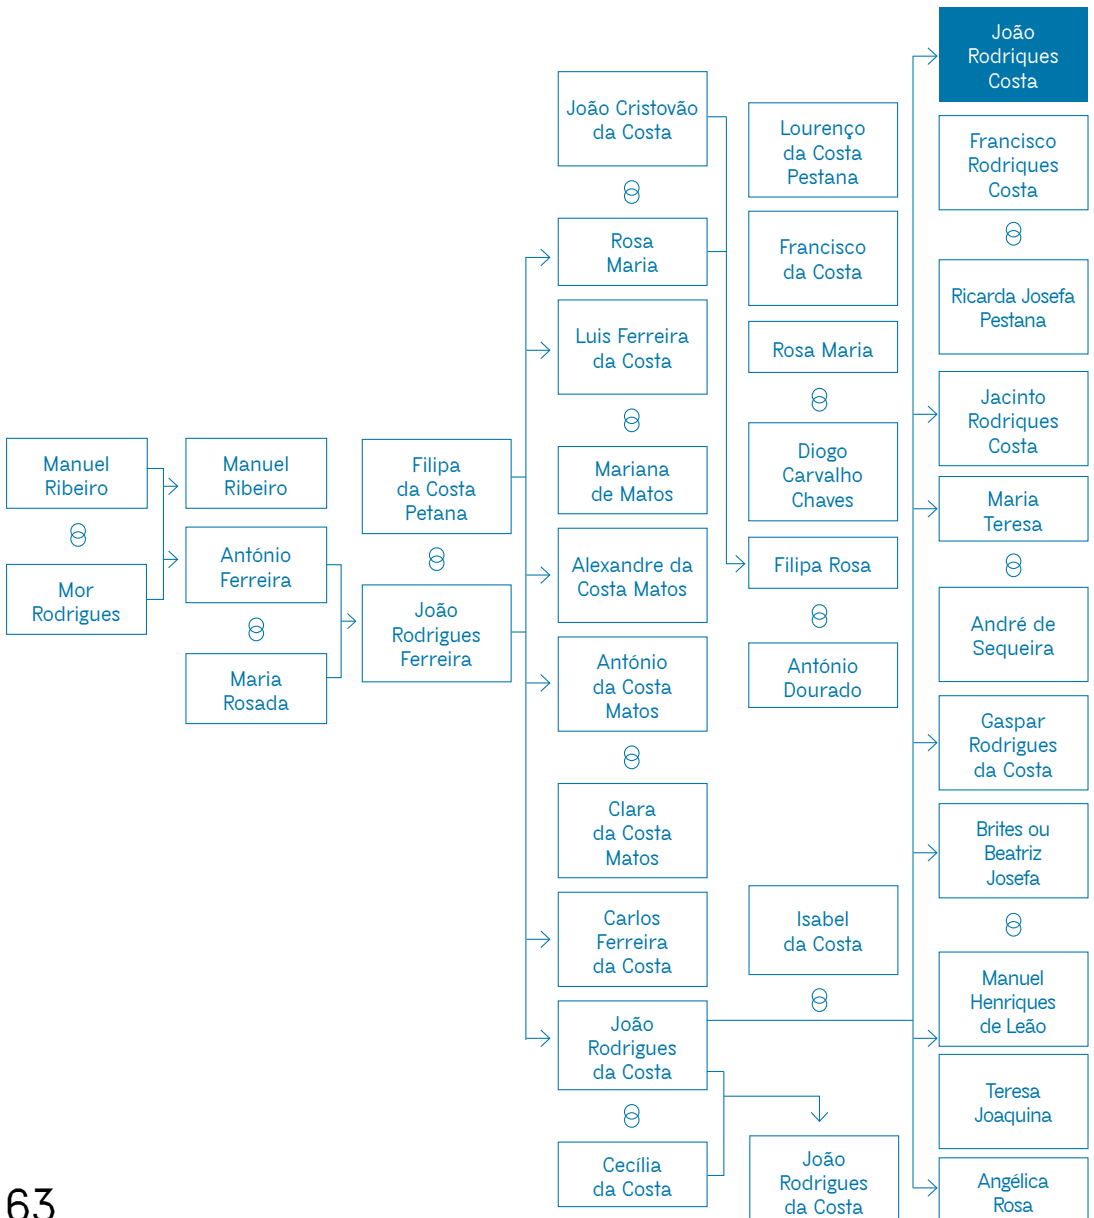 Manuel
Ribeiro
Mor
Rodrigues
Manuel
Ribeiro
António
Ferreira
Maria
Rosada
Filipa
da Costa
Petana
João
Rodrigues
Ferreira
João Cristovão
da Costa
Rosa
Maria
Luis Ferreira
da Costa
Mariana
de Matos
Alexandre da
Costa Matos
António
da Costa
Matos
Clara
da Costa
Matos
Carlos
Ferreira
da Costa
João
Rodrigues
da Costa
Cecília
da Costa
Lourenço
da Costa
Pestana
Francisco
da Costa
Rosa Maria
Diogo
Carvalho
Chaves
Filipa Rosa
António
Dourado
Isabel
da Costa
João
Rodrigues
da Costa
João
Rodriques
Costa
Francisco
Rodriques
Costa
Ricarda Josefa
Pestana
Jacinto
Rodriques
Costa
Maria
Teresa
André de
Sequeira
Gaspar
Rodrigues
da Costa
Brites ou
Beatriz
Josefa
Manuel
Henriques
de Leão
Teresa
Joaquina
Angélica
Rosa
63